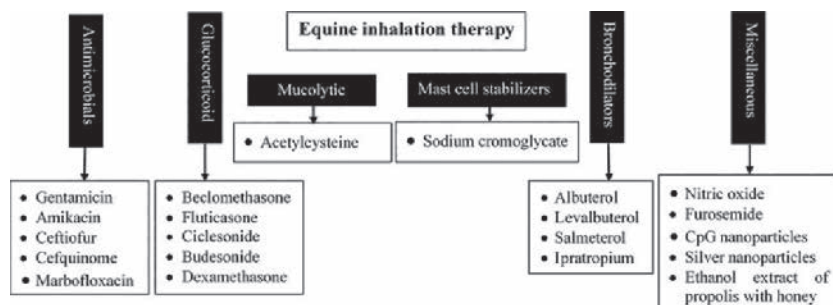 Equine inhalation therapy
Antimicrobials
Gentamicin
Amikacin
Ceftiofur
Cefquinome
Marbofloxacin
Glucocorticoid
Beclomethasone
Fluticasone
Ciclesonide
Budesonide
Dexamethasone
Mucolytic
Acetylcysteine
Mast cell stabilizers
Sodium cromoglycate
Bronchodilators
Albuterol
Levalbuterol
Salmeterol
Ipratropium
Miscellaneous
Nitric oxide
Furosemide
CpG nanoparticles
Silver nanoparticles
Ethanol extract of
propolis with honey